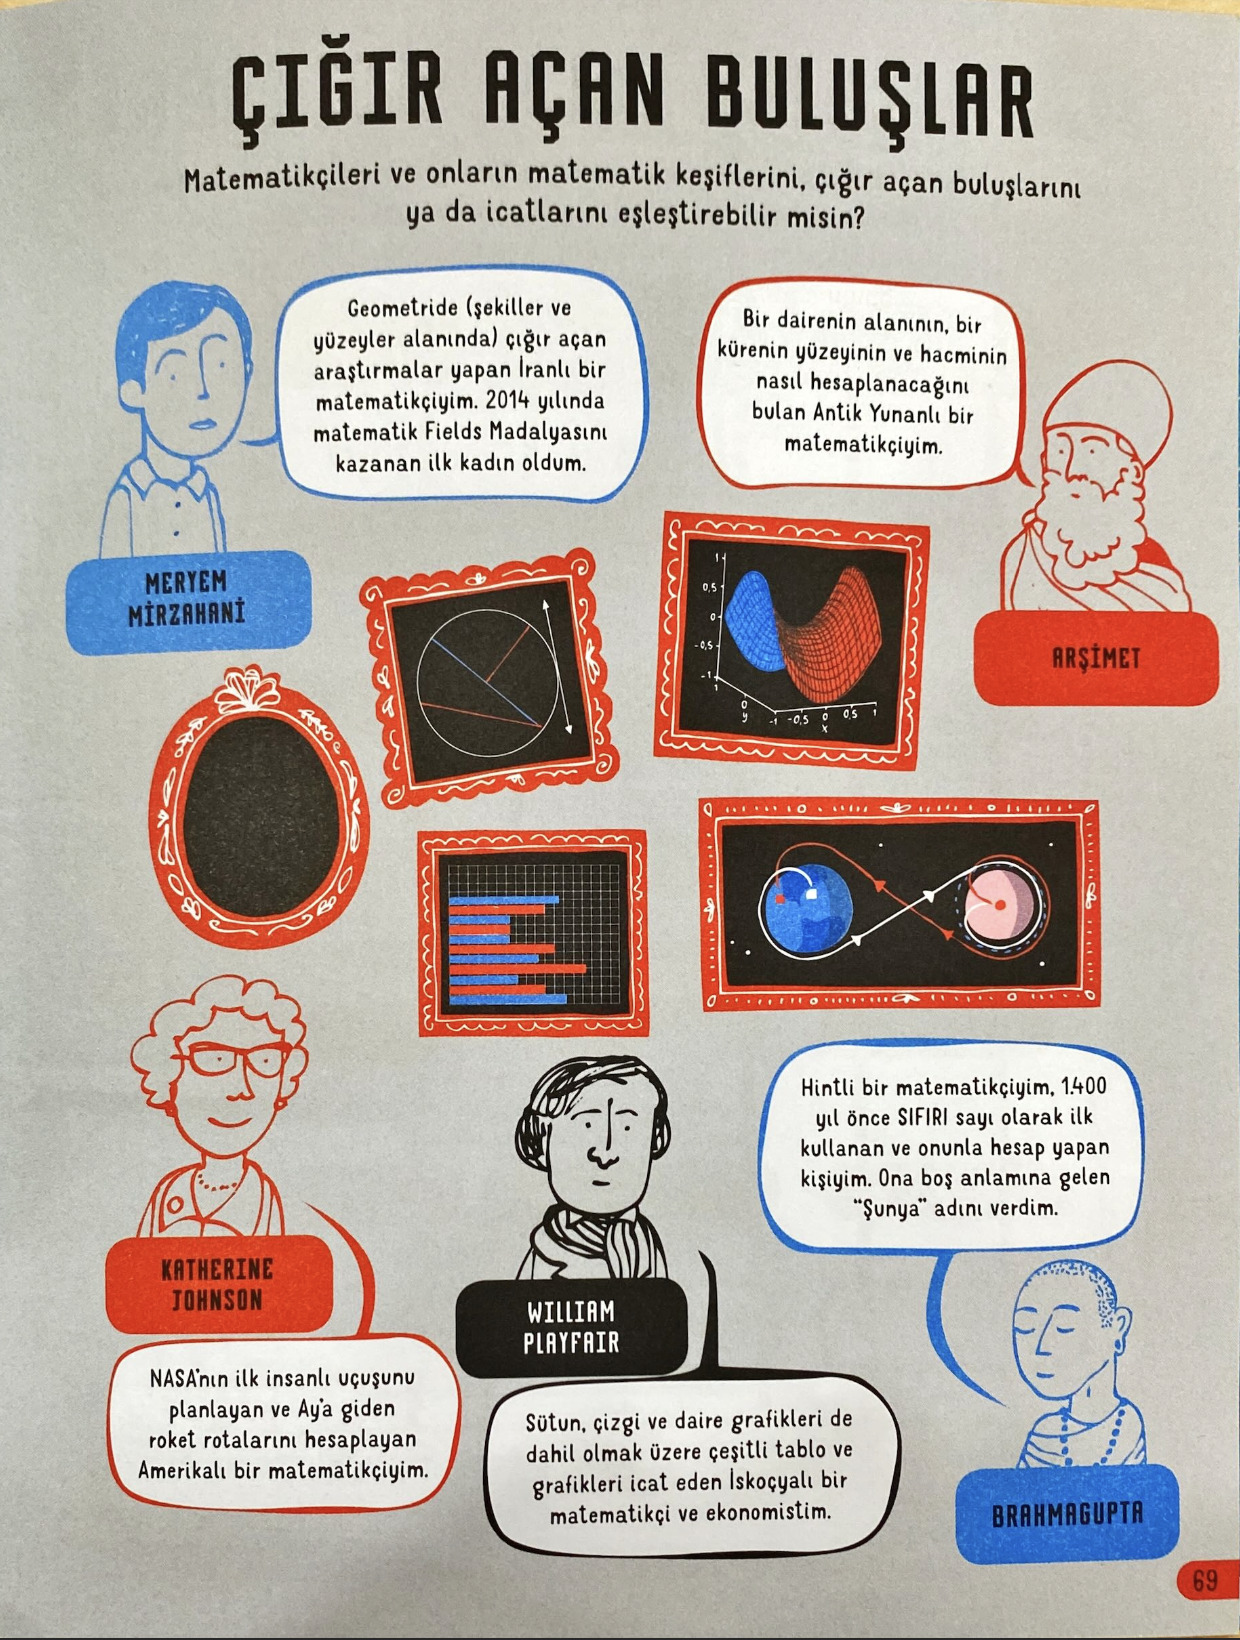 ÇIĞIR AÇAN BULUŞLAR
Matematikçileri ve onların matematik keşiflerini, çığır açan buluşlarını
ya da icatlarını eşleştirebilir misin?
Geometride (şekiller ve
yüzeyler alanında) çığır açan
araştırmalar yapan İranlı bir
matematikçiyim. 2014 yılında
matematik Fields Madalyasını
kazanan ilk kadın oldum.
MERYEM
MİRZAHANİ
Bir dairenin alanının, bir
kürenin yüzeyinin ve hacminin
nasıl hesaplanacağını
bulan Antik Yunanlı bir
matematikçiyim.
ARŞİMET
1
0,5
0
-0,5
-1
1
0
y
-1 -0,5 0 0,5 1
x
KATHERINE
JOHNSON
NASA'nın ilk insanlı uçuşunu
planlayan ve Ay'a giden
roket rotalarını hesaplayan
Amerikalı bir matematikçiyim.
WILLIAM
PLAYFAIR
Sütun, çizgi ve daire grafikleri de
dahil olmak üzere çeşitli tablo ve
grafikleri icat eden İskoçyalı bir
matematikçi ve ekonomistim.
Hintli bir matematikçiyim, 1.400
yıl önce SIFIRI sayı olarak ilk
kullanan ve onunla hesap yapan
kişiyim. Ona boş anlamına gelen
“Şunya” adını verdim.
BRAHMAGUPTA
69